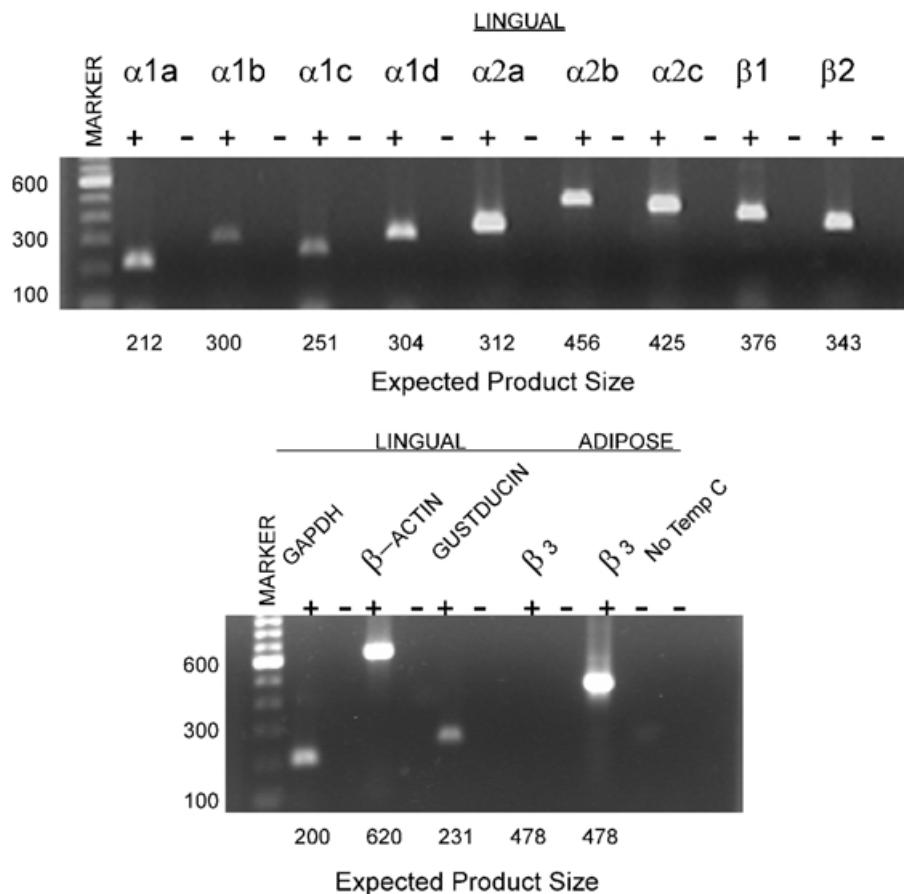 LINGUAL
MARKER α1a α1b α1c α1d α2a α2b α2c β1 β2
+ - + - + - + - + - + - + - + - + -
600
300
100
212 300 251 304 312 456 425 376 343
Expected Product Size
LINGUAL ADIPOSE
MARKER GAPDH β-ACTIN GUSTDUCIN β3 β3 No Temp C
+ - + - + - + - + - -
600
300
100
200 620 231 478 478
Expected Product Size